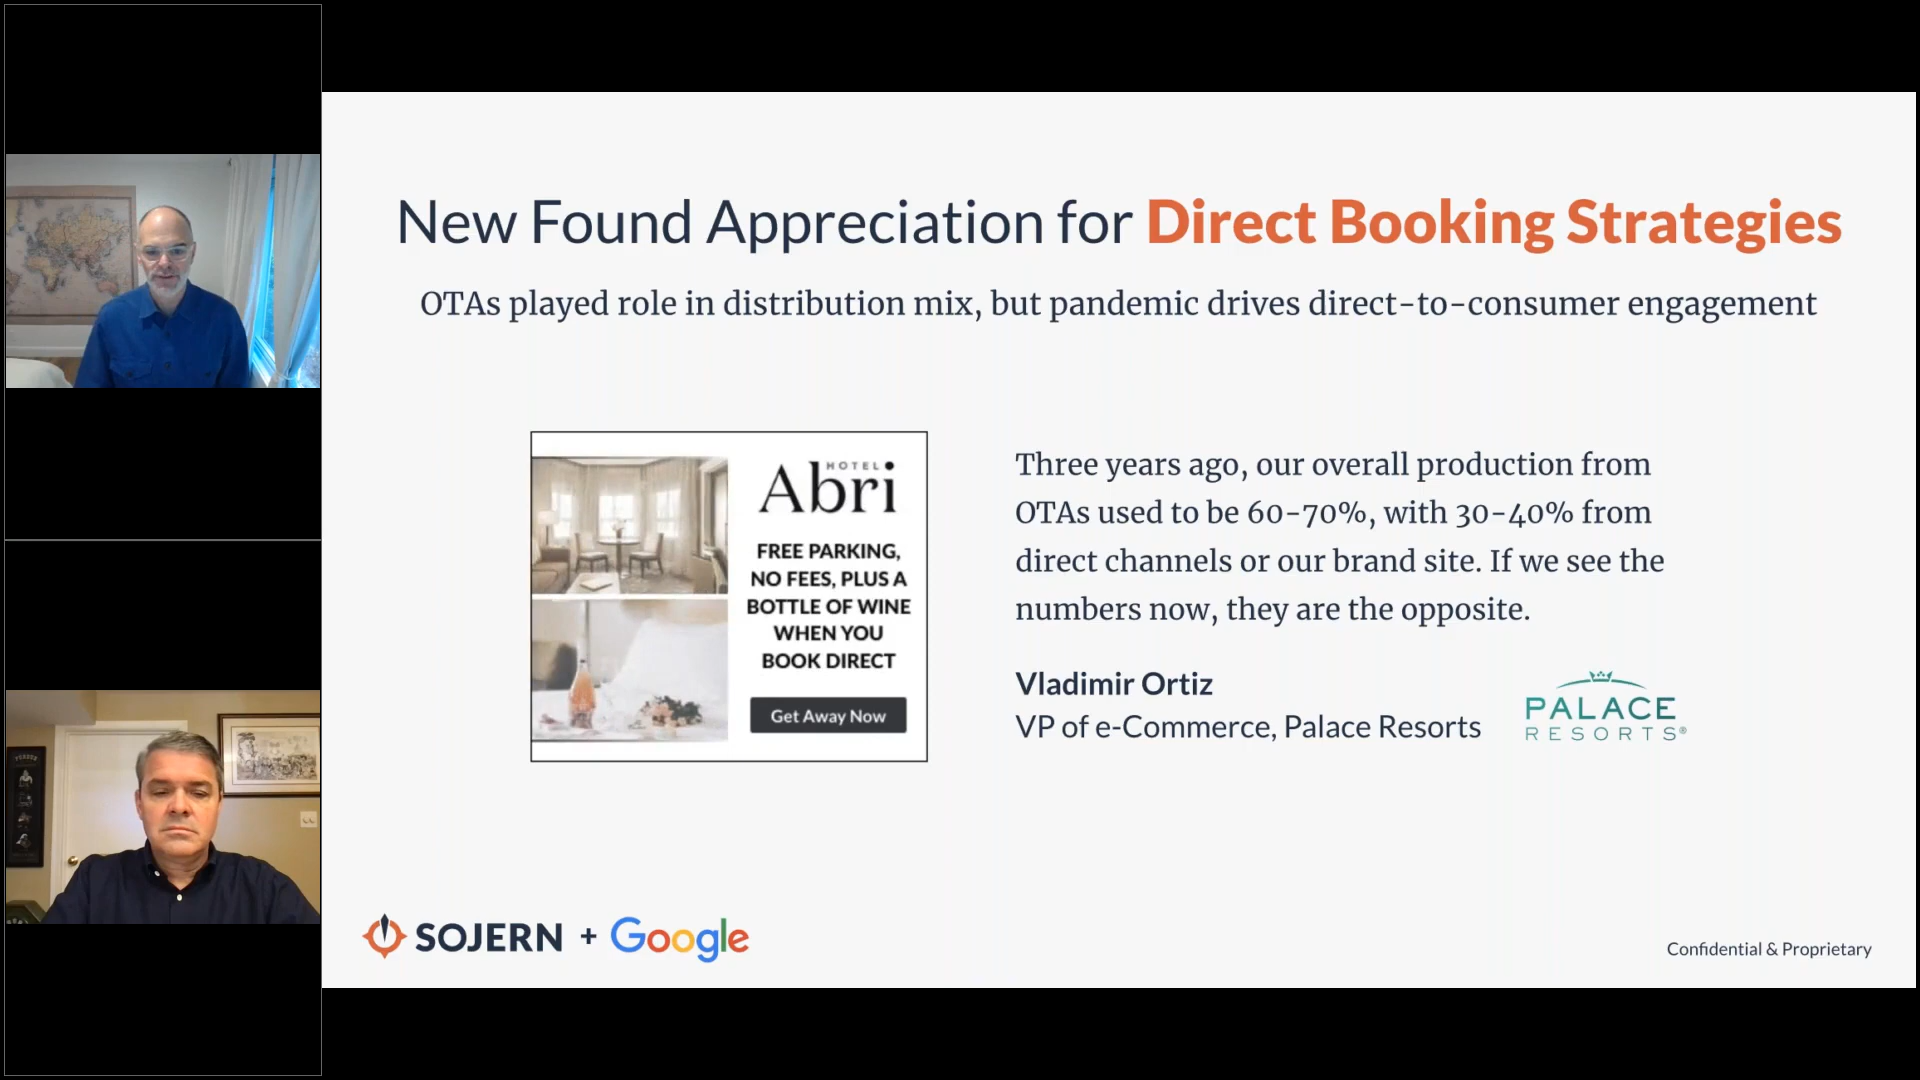 New Found Appreciation for Direct Booking Strategies
OTAs played role in distribution mix, but pandemic drives direct-to-consumer engagement
HOTEL
Abri
FREE PARKING,
NO FEES, PLUS A
BOTTLE OF WINE
WHEN YOU
BOOK DIRECT
Get Away Now
Three years ago, our overall production from
OTAs used to be 60-70%, with 30-40% from
direct channels or our brand site. If we see the
numbers now, they are the opposite.
Vladimir Ortiz
VP of e-Commerce, Palace Resorts
PALACE
RESORTS®
SOJERN + Google
Confidential & Proprietary